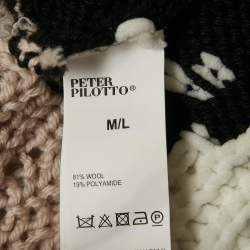 PETER
PILOTTO®
M/L
81% WOOL
19% POLYAMIDE